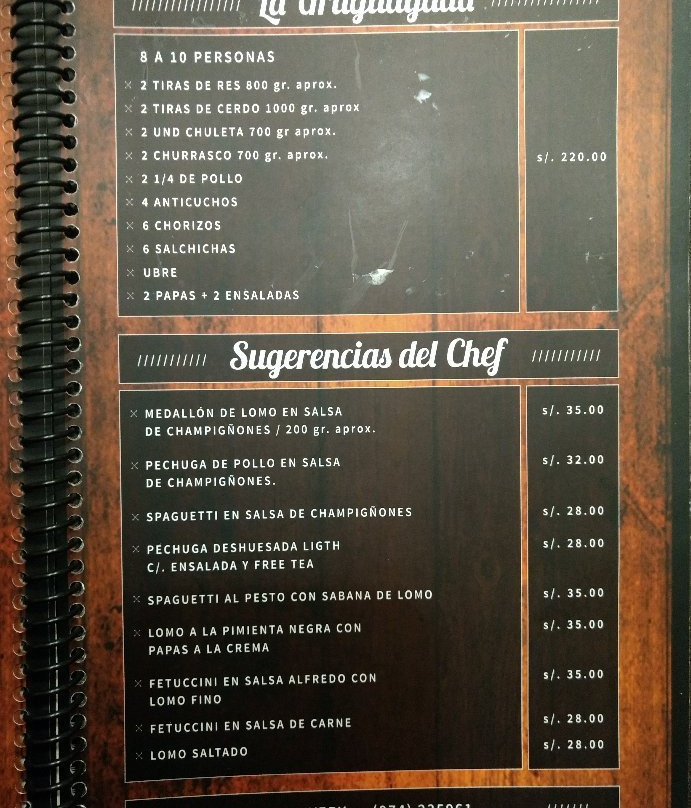 La Uruguayada
8 A 10 PERSONAS
2 TIRAS DE RES 800 gr. aprox.
2 TIRAS DE CERDO 1000 gr. aprox
2 UND CHULETA 700 gr aprox.
2 CHURRASCO 700 gr. aprox.
s/. 220.00
2 1/4 DE POLLO
4 ANTICUCHOS
6 CHORIZOS
6 SALCHICHAS
UBRE
2 PAPAS + 2 ENSALADAS
Sugerencias del Chef
MEDALLÓN DE LOMO EN SALSA s/. 35.00
DE CHAMPIGÑONES / 200 gr. aprox.
PECHUGA DE POLLO EN SALSA s/. 32.00
DE CHAMPIGÑONES.
SPAGUETTI EN SALSA DE CHAMPIGÑONES s/. 28.00
PECHUGA DESHUESADA LIGTH s/. 28.00
C/. ENSALADA Y FREE TEA
SPAGUETTI AL PESTO CON SABANA DE LOMO s/. 35.00
LOMO A LA PIMIENTA NEGRA CON s/. 35.00
PAPAS A LA CREMA
FETUCCINI EN SALSA ALFREDO CON s/. 35.00
LOMO FINO
FETUCCINI EN SALSA DE CARNE s/. 28.00
LOMO SALTADO s/. 28.00
(074) 225961